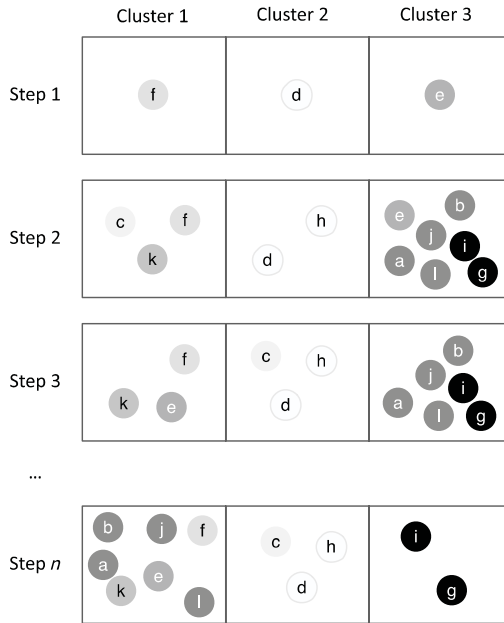 Cluster 1 Cluster 2 Cluster 3
Step 1
f d e
Step 2
c f k
d h
e b j i a l g
Step 3
f k e
c h d
b j i a l g
...
Step n
b j f a k e l
c h d
i g